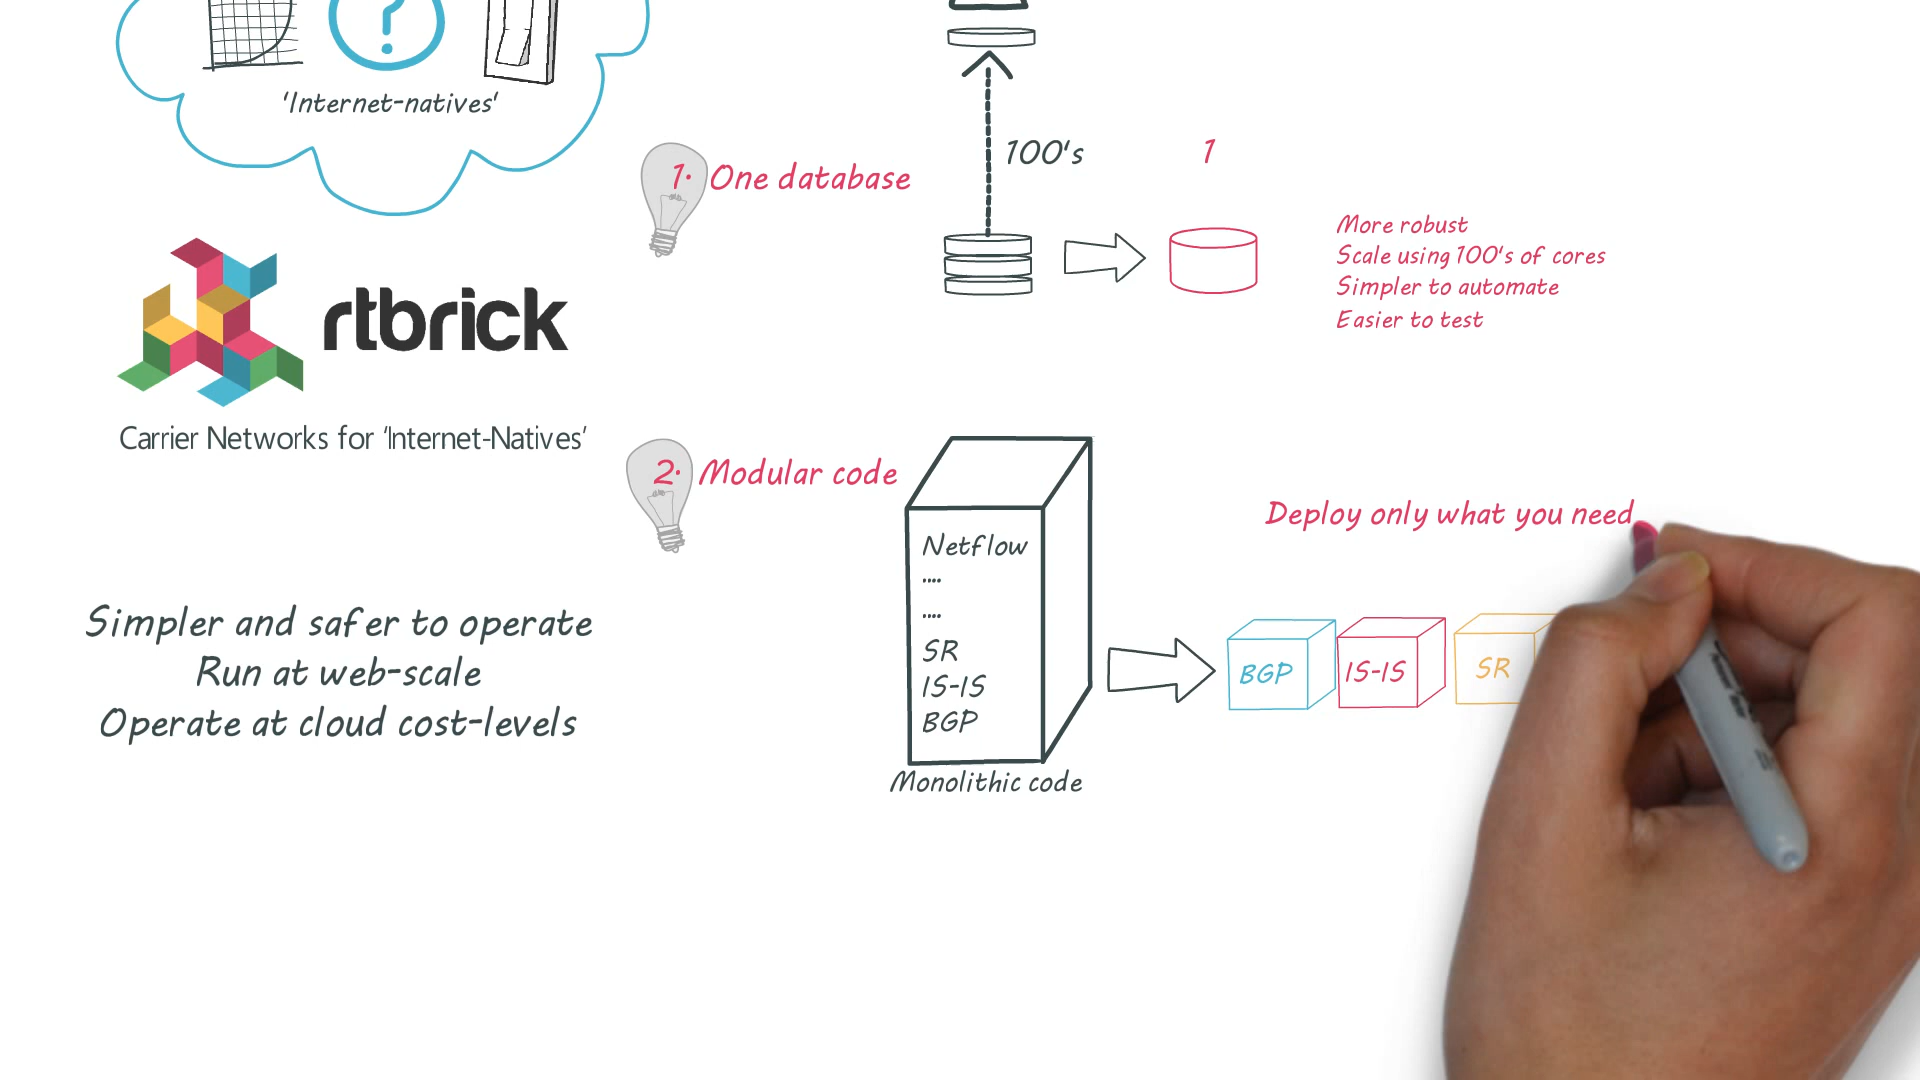 'Internet-natives'
100's
1
1. One database
More robust
Scale using 100's of cores
Simpler to automate
Easier to test
rtbrick
Carrier Networks for 'Internet-Natives'
2. Modular code
Deploy only what you need
Netflow
....
....
SR
IS-IS
BGP
Monolithic code
BGP
IS-IS
SR
Simpler and safer to operate
Run at web-scale
Operate at cloud cost-levels